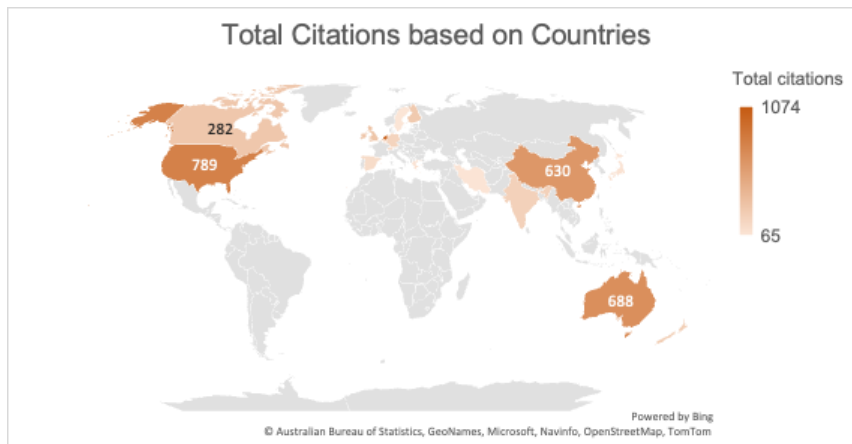 Total Citations based on Countries
Total citations
1074
65
282
789
630
688
Powered by Bing
© Australian Bureau of Statistics, GeoNames, Microsoft, Navinfo, OpenStreetMap, TomTom